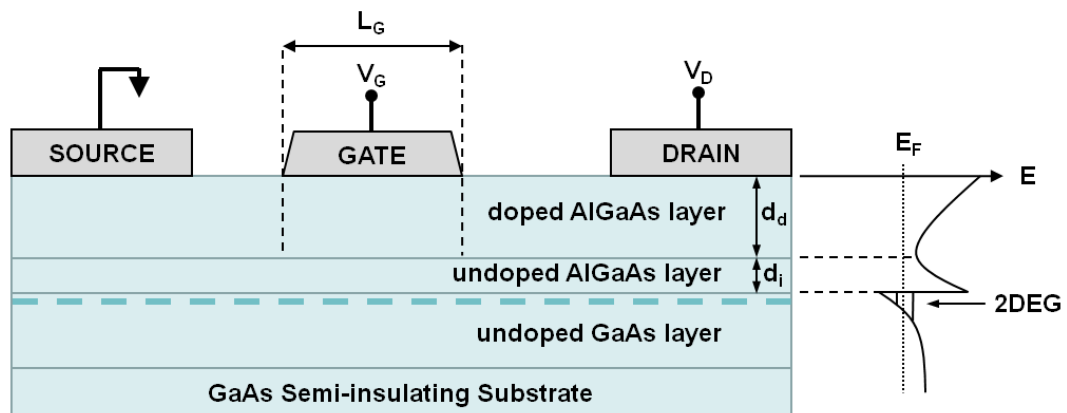 L_G
V_G
V_D
SOURCE
GATE
DRAIN
E_F
E
doped AlGaAs layer
d_d
undoped AlGaAs layer
d_i
2DEG
undoped GaAs layer
GaAs Semi-insulating Substrate